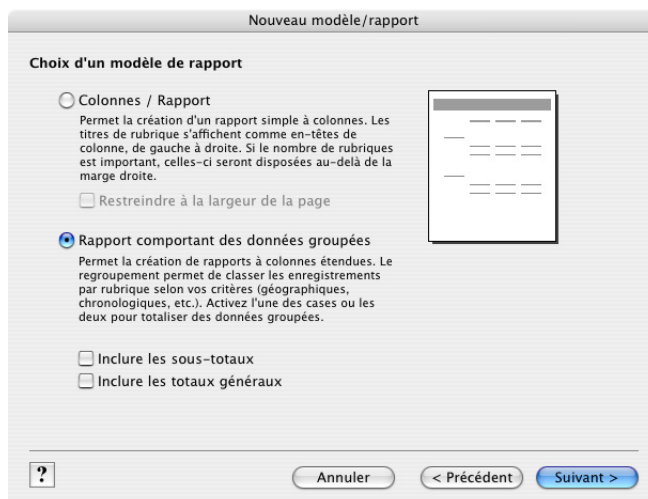 Nouveau modèle/rapport
Choix d'un modèle de rapport
Colonnes / Rapport
Permet la création d'un rapport simple à colonnes. Les
titres de rubrique s'affichent comme en-têtes de
colonne, de gauche à droite. Si le nombre de rubriques
est important, celles-ci seront disposées au-delà de la
marge droite.
Restreindre à la largeur de la page
Rapport comportant des données groupées
Permet la création de rapports à colonnes étendues. Le
regroupement permet de classer les enregistrements
par rubrique selon vos critères (géographiques,
chronologiques, etc.). Activez l'une des cases ou les
deux pour totaliser des données groupées.
Inclure les sous-totaux
Inclure les totaux généraux
?
Annuler
< Précédent
Suivant >